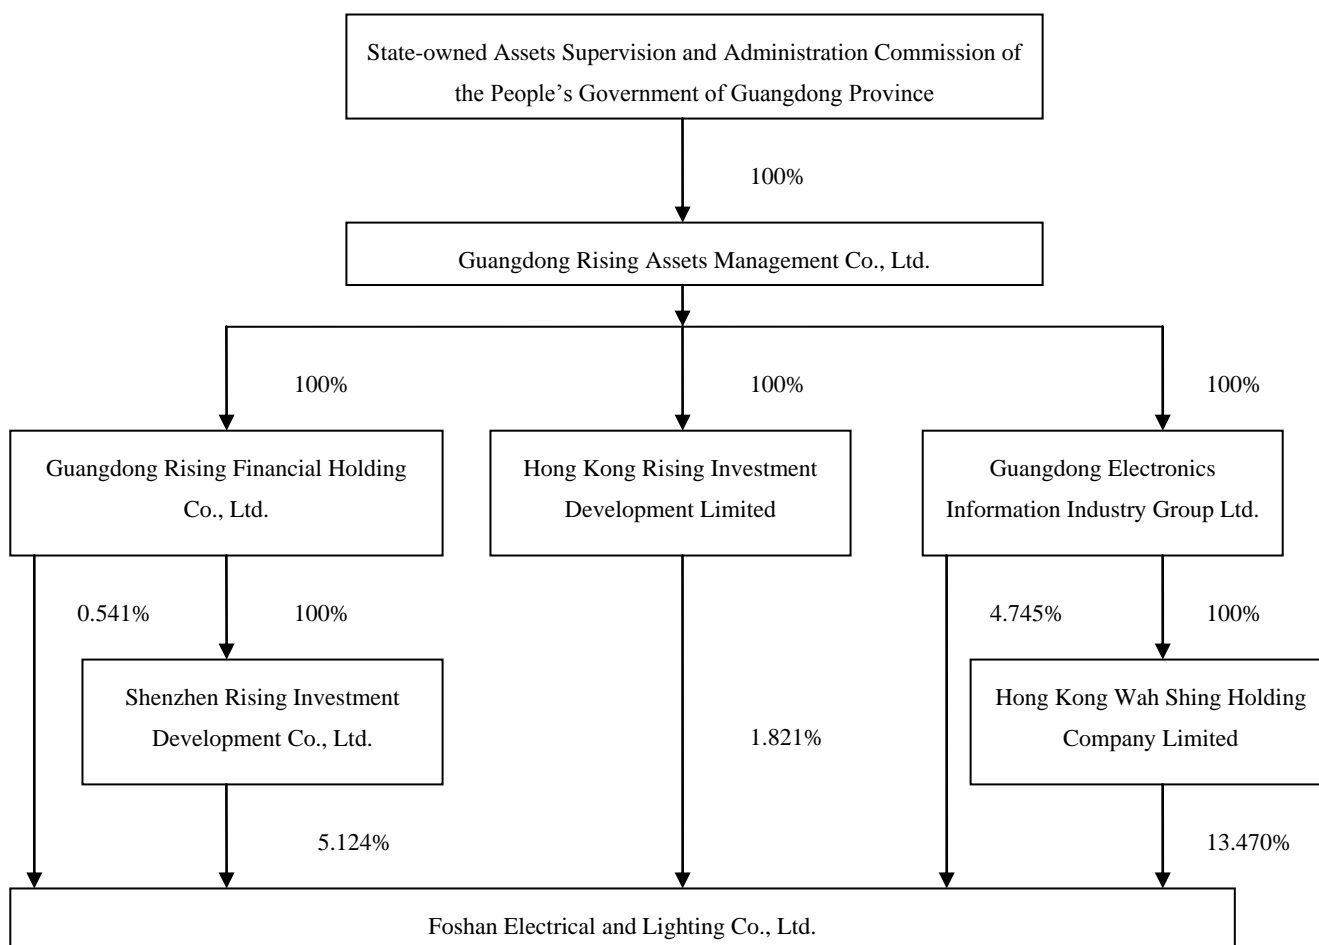 State-owned Assets Supervision and Administration Commission of
the People's Government of Guangdong Province
100%
Guangdong Rising Assets Management Co., Ltd.
100%
100%
100%
Guangdong Rising Financial Holding
Co., Ltd.
Hong Kong Rising Investment
Development Limited
Guangdong Electronics
Information Industry Group Ltd.
0.541%
100%
4.745%
100%
Shenzhen Rising Investment
Development Co., Ltd.
1.821%
Hong Kong Wah Shing Holding
Company Limited
5.124%
13.470%
Foshan Electrical and Lighting Co., Ltd.